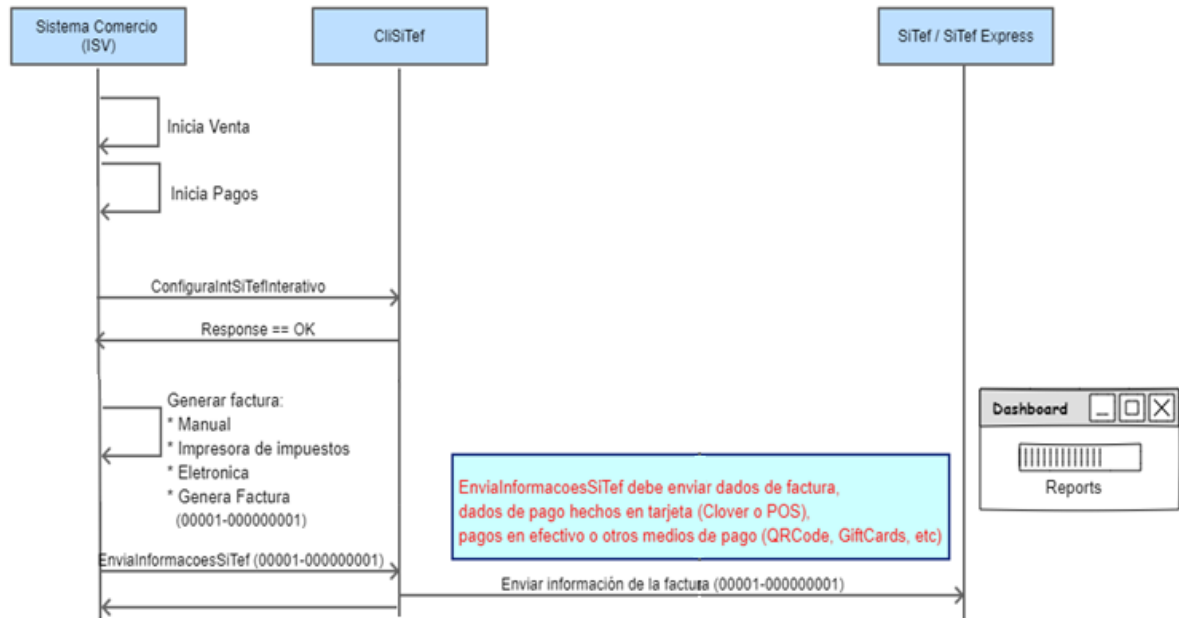 Sistema Comercio
(ISV)
CliSiTef
SiTef / SiTef Express
Inicia Venta
Inicia Pagos
ConfiguraIntSiTefInterativo
Response == OK
Generar factura:
* Manual
* Impresora de impuestos
* Eletronica
* Genera Factura
(00001-000000001)
Dashboard
Reports
EnviaInformacoesSiTef debe enviar dados de factura,
dados de pago hechos en tarjeta (Clover o POS),
pagos en efectivo o otros medios de pago (QRCode, GiftCards, etc)
EnviaInformacoesSiTef (00001-000000001)
Enviar información de la factura (00001-000000001)